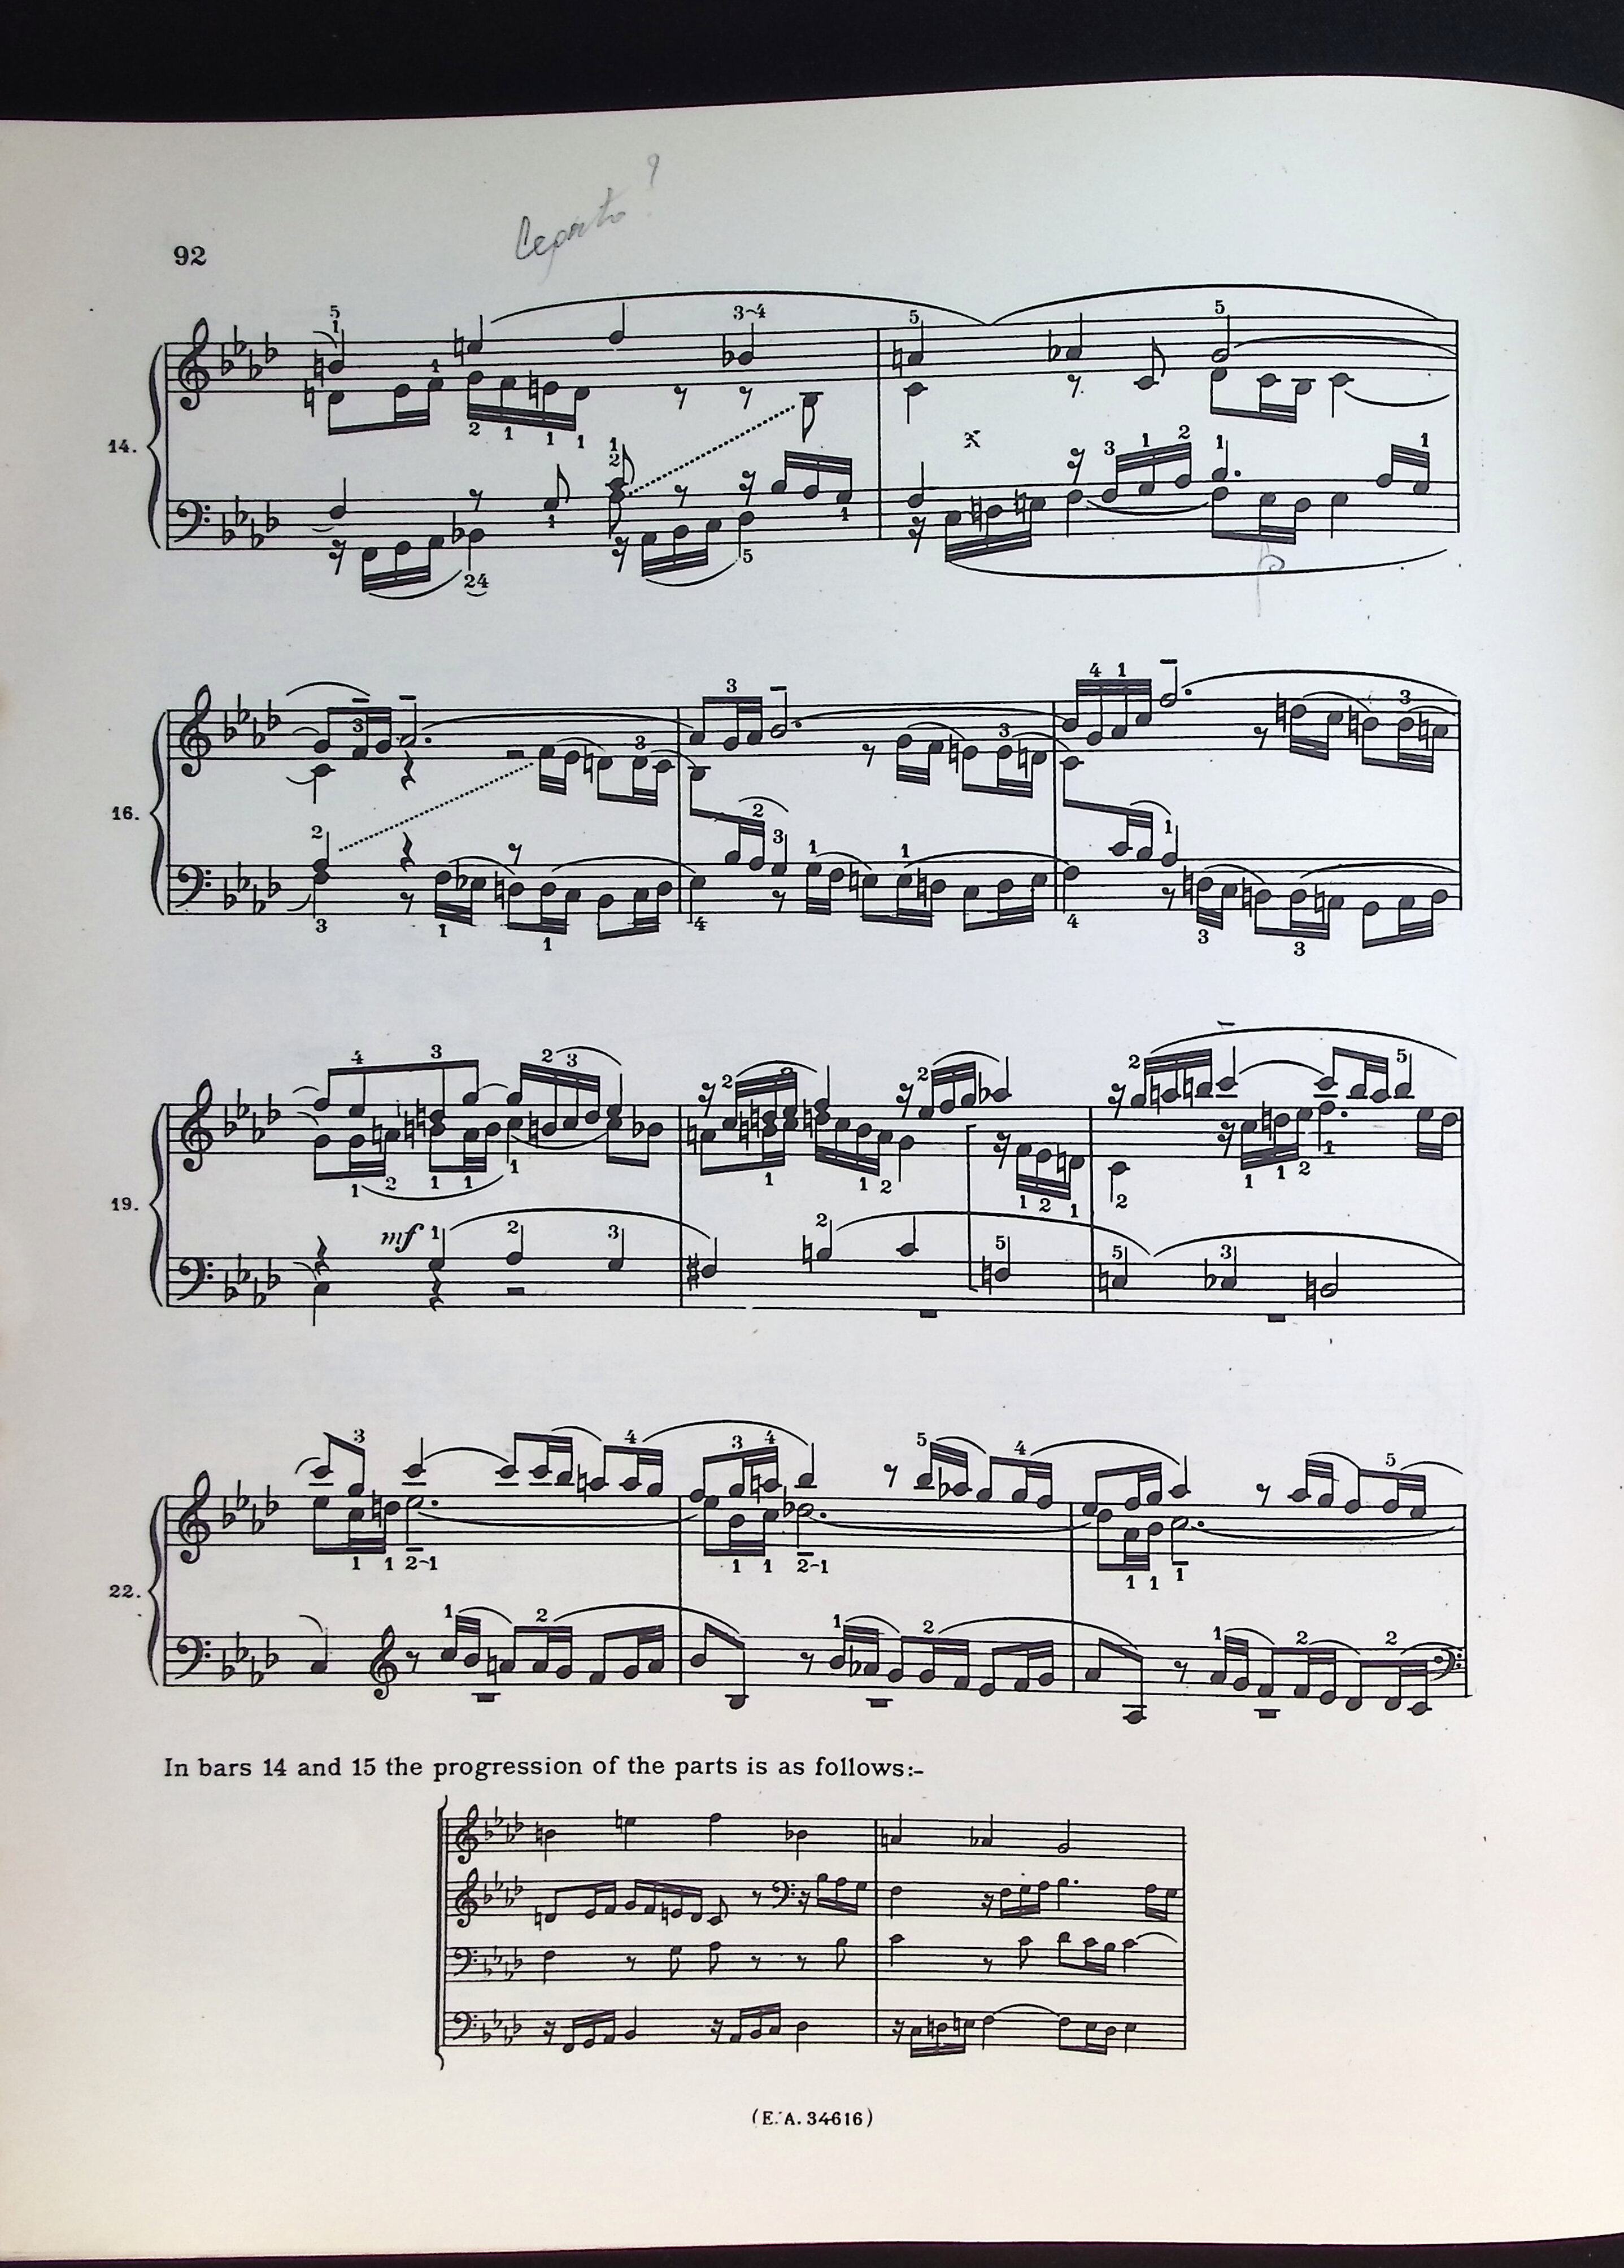 92
14.
16.
19.
mf
22.
In bars 14 and 15 the progression of the parts is as follows:-
(E. A. 34616)